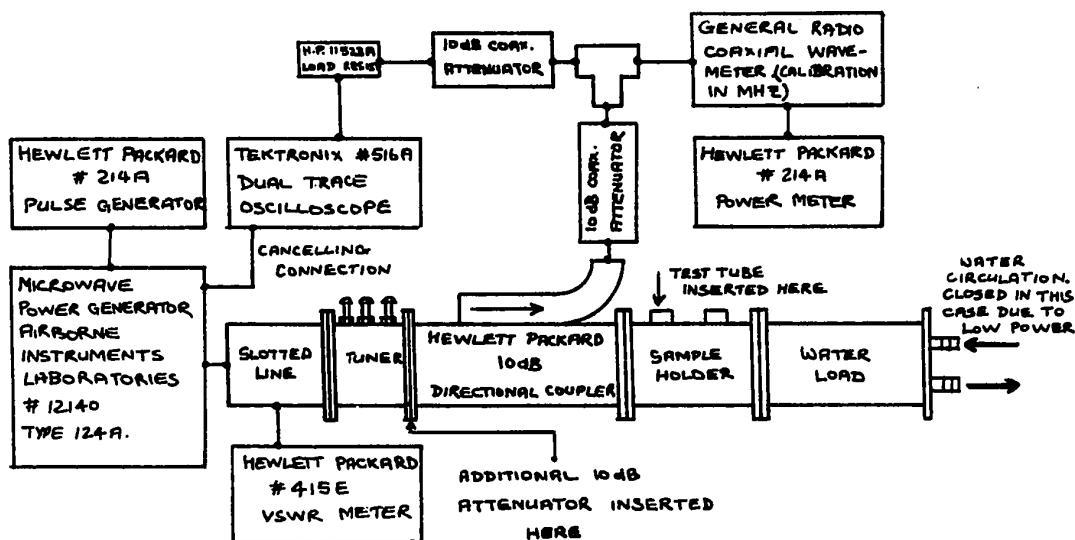 H.P. 11523A
LOAD RESIS
10dB COAX.
ATTENUATOR
GENERAL RADIO
COAXIAL WAVE-
METER (CALIBRATION
IN MHZ)
HEWLETT PACKARD
# 214A
PULSE GENERATOR
TEKTRONIX #516A
DUAL TRACE
OSCILLOSCOPE
10dB COAX.
ATTENUATOR
HEWLETT PACKARD
# 214A
POWER METER
CANCELLING
CONNECTION
MICROWAVE
POWER GENERATOR
AIRBORNE
INSTRUMENTS
LABORATORIES
# 12140
TYPE 124A.
TEST TUBE
INSERTED HERE
WATER
CIRCULATION.
CLOSED IN THIS
CASE DUE TO
LOW POWER
SLOTTED
LINE
TUNER
HEWLETT PACKARD
10dB
DIRECTIONAL COUPLER
SAMPLE
HOLDER
WATER
LOAD
HEWLETT PACKARD
#415E
VSWR METER
ADDITIONAL 10dB
ATTENUATOR INSERTED
HERE